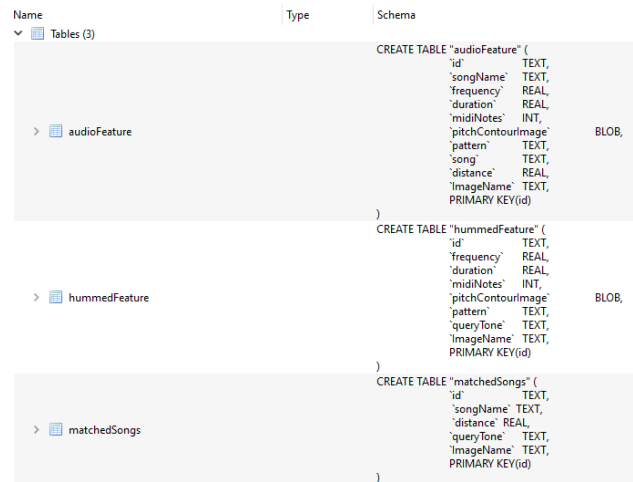 Name Type Schema
Tables (3)
CREATE TABLE "audioFeature" (
`id` TEXT,
`songName` TEXT,
`frequency` REAL,
`duration` REAL,
`midiNotes` INT,
audioFeature `pitchContourImage` BLOB,
`pattern` TEXT,
`song` TEXT,
`distance` REAL,
`ImageName` TEXT,
PRIMARY KEY(id)
)
CREATE TABLE "hummedFeature" (
`id` TEXT,
`frequency` REAL,
`duration` REAL,
`midiNotes` INT,
hummedFeature `pitchContourImage` BLOB,
`pattern` TEXT,
`queryTone` TEXT,
`ImageName` TEXT,
PRIMARY KEY(id)
)
CREATE TABLE "matchedSongs" (
`id` TEXT,
`songName` TEXT,
`distance` REAL,
matchedSongs `queryTone` TEXT,
`ImageName` TEXT,
PRIMARY KEY(id)
)